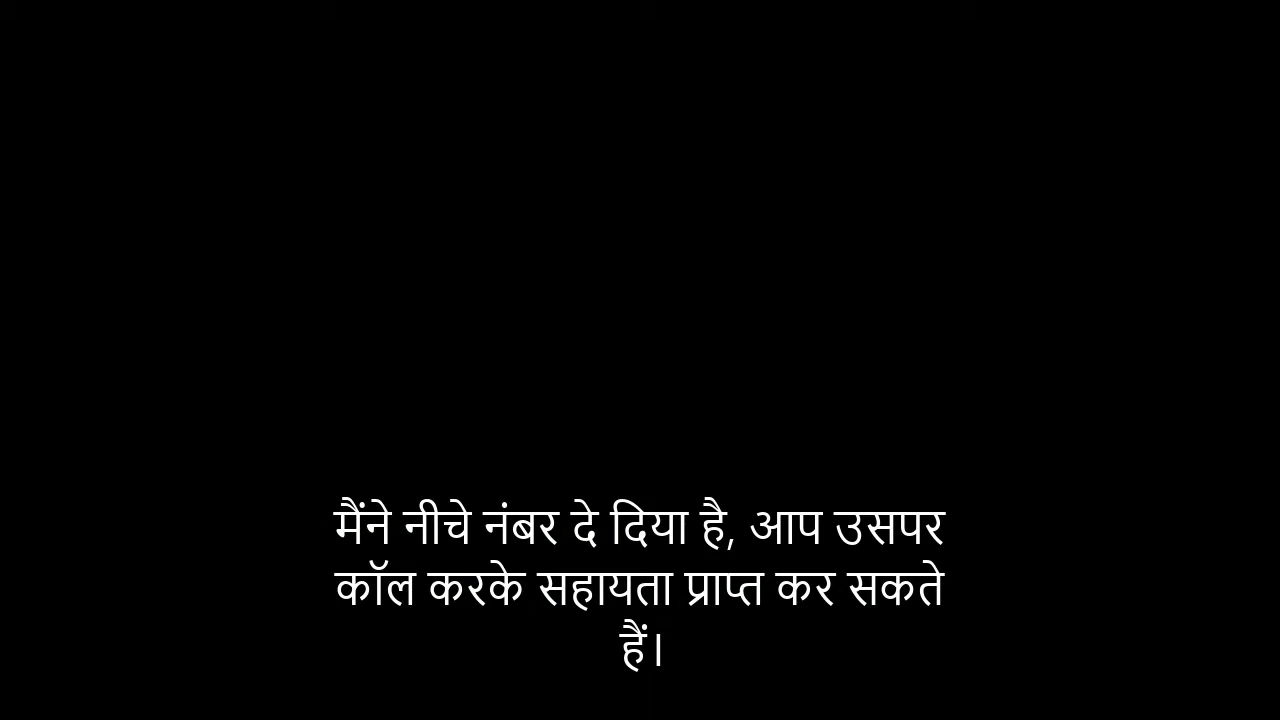 मैंने नीचे नंबर दे दिया है, आप उसपर
कॉल करके सहायता प्राप्त कर सकते
हैं।